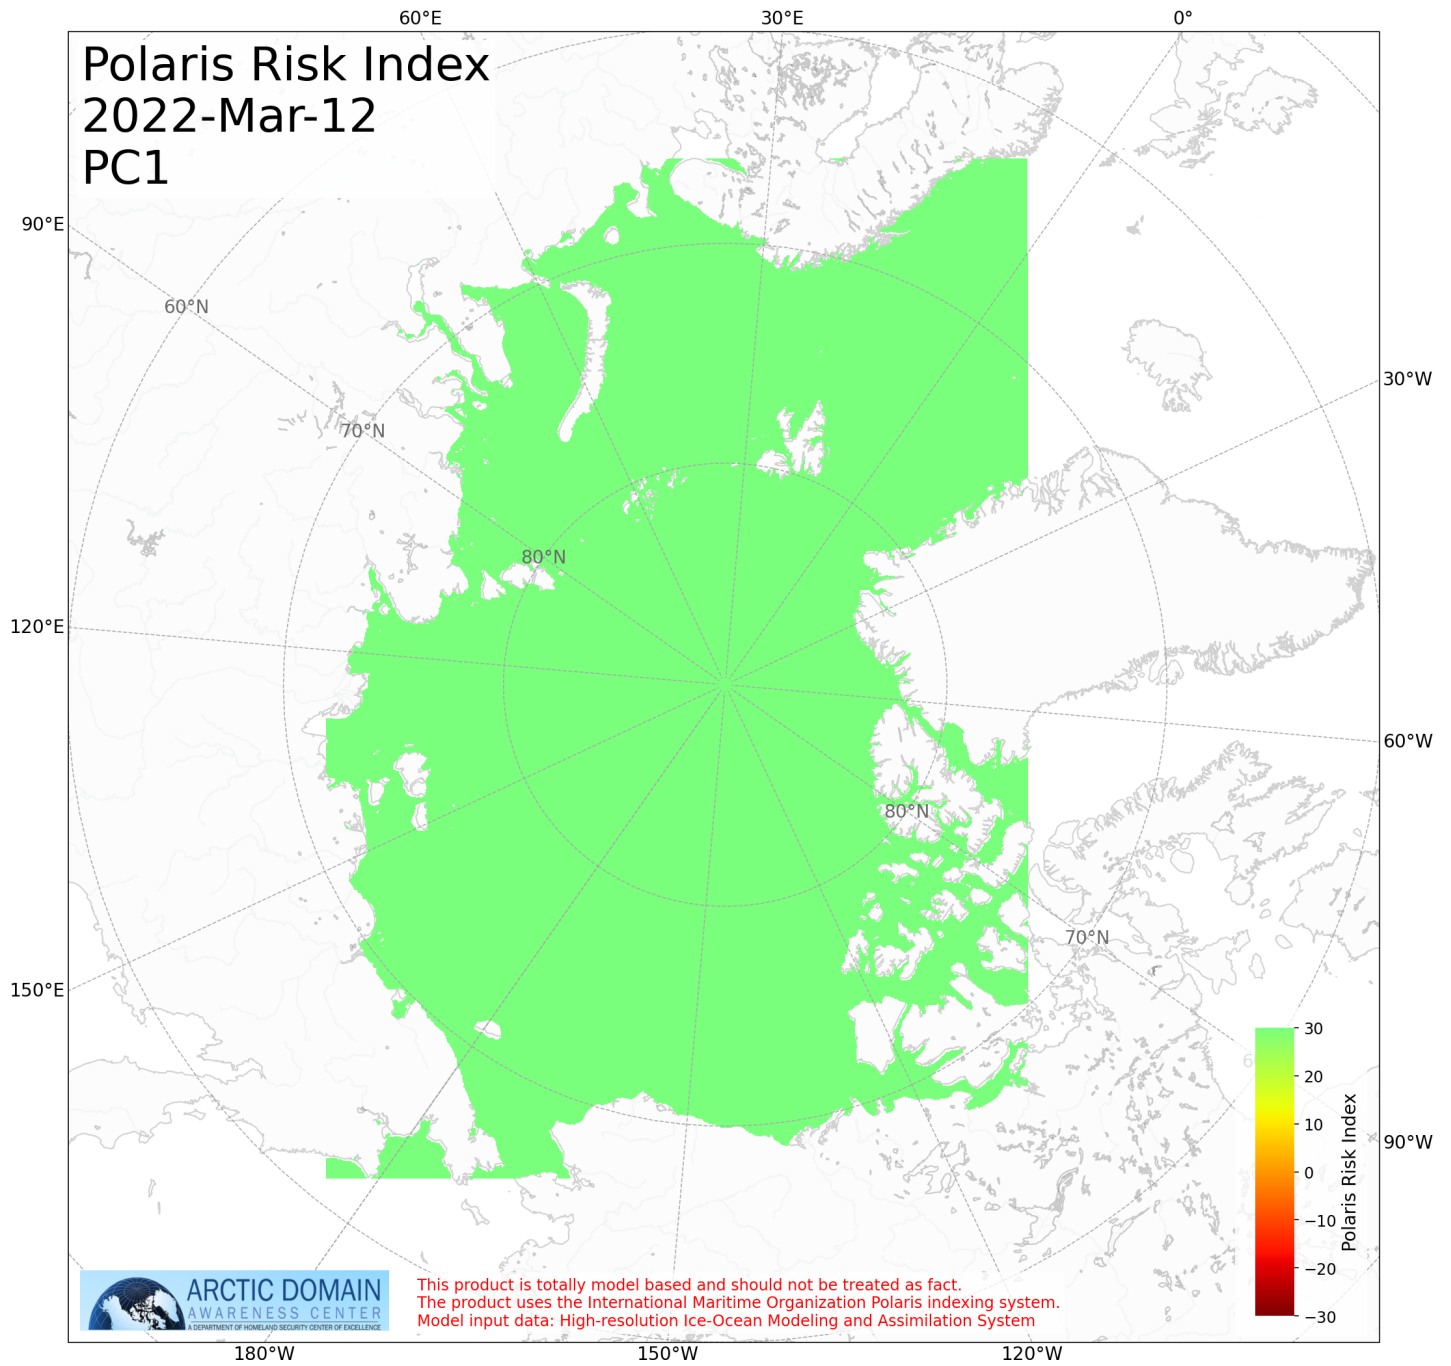 60°E 30°E 0°
Polaris Risk Index
2022-Mar-12
PC1
90°E
60°N
30°W
70°N
80°N
120°E
60°W
80°N
70°N
150°E
30
20
10
0
−10
−20
−30
Polaris Risk Index
90°W
ARCTIC DOMAIN
AWARENESS CENTER
A DEPARTMENT OF HOMELAND SECURITY CENTER OF EXCELLENCE
This product is totally model based and should not be treated as fact.
The product uses the International Maritime Organization Polaris indexing system.
Model input data: High-resolution Ice-Ocean Modeling and Assimilation System
180°W 150°W 120°W